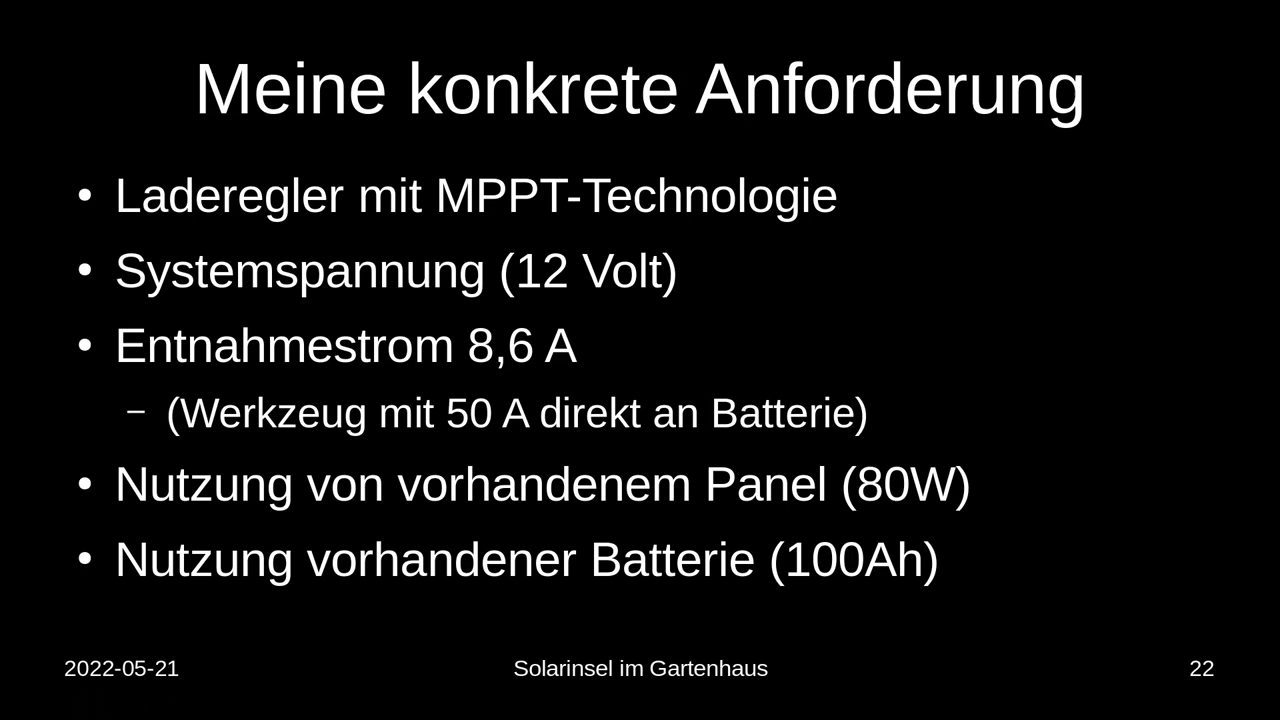 Meine konkrete Anforderung
• Laderegler mit MPPT-Technologie
• Systemspannung (12 Volt)
• Entnahmestrom 8,6 A
– (Werkzeug mit 50 A direkt an Batterie)
• Nutzung von vorhandenem Panel (80W)
• Nutzung vorhandener Batterie (100Ah)
2022-05-21
Solarinsel im Gartenhaus
22